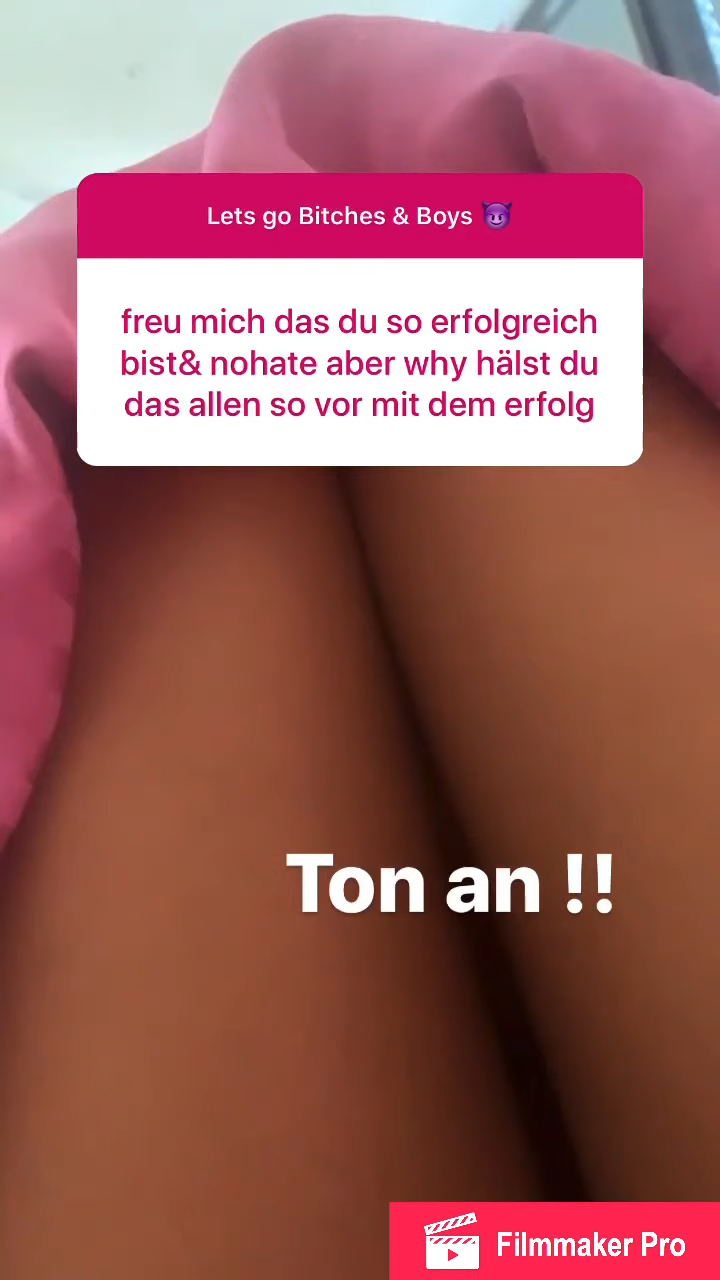 Lets go Bitches & Boys 😈
freu mich das du so erfolgreich
bist& nohate aber why hälst du
das allen so vor mit dem erfolg
Ton an !!
Filmmaker Pro